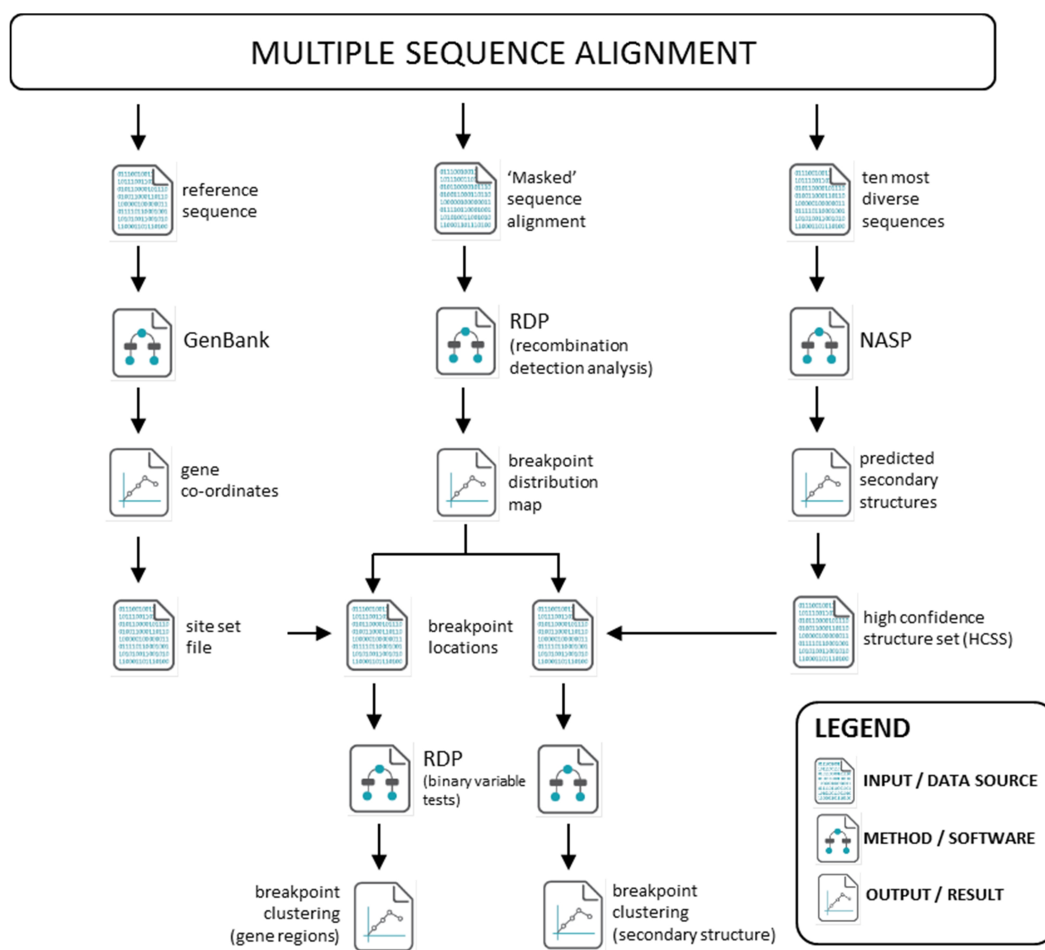 MULTIPLE SEQUENCE ALIGNMENT
reference
sequence
‘Masked’
sequence
alignment
ten most
diverse
sequences
GenBank
RDP
(recombination
detection analysis)
NASP
gene
co-ordinates
breakpoint
distribution
map
predicted
secondary
structures
site set
file
breakpoint
locations
high confidence
structure set (HCSS)
RDP
(binary variable
tests)
breakpoint
clustering
(gene regions)
breakpoint
clustering
(secondary structure)
LEGEND
INPUT / DATA SOURCE
METHOD / SOFTWARE
OUTPUT / RESULT